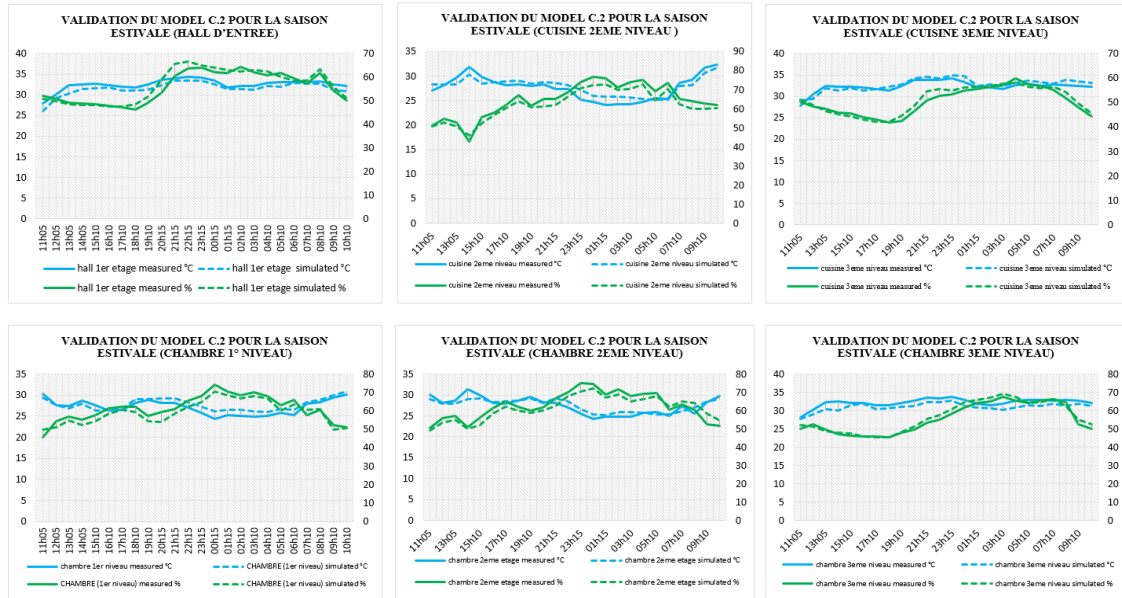 VALIDATION DU MODEL C.2 POUR LA SAISON
ESTIVALE (HALL D'ENTREE)
40
35
30
25
20
15
10
5
0
70
60
50
40
30
20
10
0
11h05
12h05
13h05
14h05
15h10
16h10
17h10
18h10
19h10
20h10
21h15
22h15
23h15
00h15
01h15
02h15
03h10
04h10
05h10
06h10
07h10
08h10
09h10
10h10
hall 1er etage measured °C
hall 1er etage simulated °C
hall 1er etage measured %
hall 1er etage simulated %
VALIDATION DU MODEL C.2 POUR LA SAISON
ESTIVALE (CUISINE 2EME NIVEAU )
35
30
25
20
15
10
5
0
90
80
70
60
50
40
30
20
10
0
11h05
13h05
15h10
17h10
19h10
21h15
23h15
01h15
03h10
05h10
07h10
09h10
cuisine 2eme niveau measured °C
cuisine 2eme niveau simulated °C
cuisine 2eme niveau measured %
cuisine 2eme niveau simulated %
VALIDATION DU MODEL C.2 POUR LA SAISON
ESTIVALE (CUISINE 3EME NIVEAU)
40
35
30
25
20
15
10
5
0
70
60
50
40
30
20
10
0
11h05
13h05
15h10
17h10
19h10
21h15
23h15
01h15
03h10
05h10
07h10
09h10
cuisine 3eme niveau measured °C
cuisine 3eme niveau simulated °C
cuisine 3eme niveau measured %
cuisine 3eme niveau simulated %
VALIDATION DU MODEL C.2 POUR LA SAISON
ESTIVALE (CHAMBRE 1° NIVEAU)
35
30
25
20
15
10
5
0
80
70
60
50
40
30
20
10
0
11h05
12h05
13h05
14h05
15h10
16h10
17h10
18h10
19h10
20h10
21h15
22h15
23h15
00h15
01h15
02h15
03h10
04h10
05h10
06h10
07h10
08h10
09h10
10h10
chambre 1er niveau measured °C
CHAMBRE (1er niveau) simulated °C
CHAMBRE (1er niveau) measured %
CHAMBRE (1er niveau) simulated %
VALIDATION DU MODEL C.2 POUR LA SAISON
ESTIVALE (CHAMBRE 2EME NIVEAU)
35
30
25
20
15
10
5
0
80
70
60
50
40
30
20
10
0
11h05
13h05
15h10
17h10
19h10
21h15
23h15
01h15
03h10
05h10
07h10
09h10
chambre 2eme etage measured °C
chambre 2eme etage simulated °C
chambre 2eme etage measured %
chambre 2eme etage simulated %
VALIDATION DU MODEL C.2 POUR LA SAISON
ESTIVALE (CHAMBRE 3EME NIVEAU)
40
35
30
25
20
15
10
5
0
80
70
60
50
40
30
20
10
0
11h05
13h05
15h10
17h10
19h10
21h15
23h15
01h15
03h10
05h10
07h10
09h10
chambre 3eme niveau measured °C
chambre 3eme niveau simulated °C
chambre 3eme niveau measured %
chambre 3eme niveau simulated %